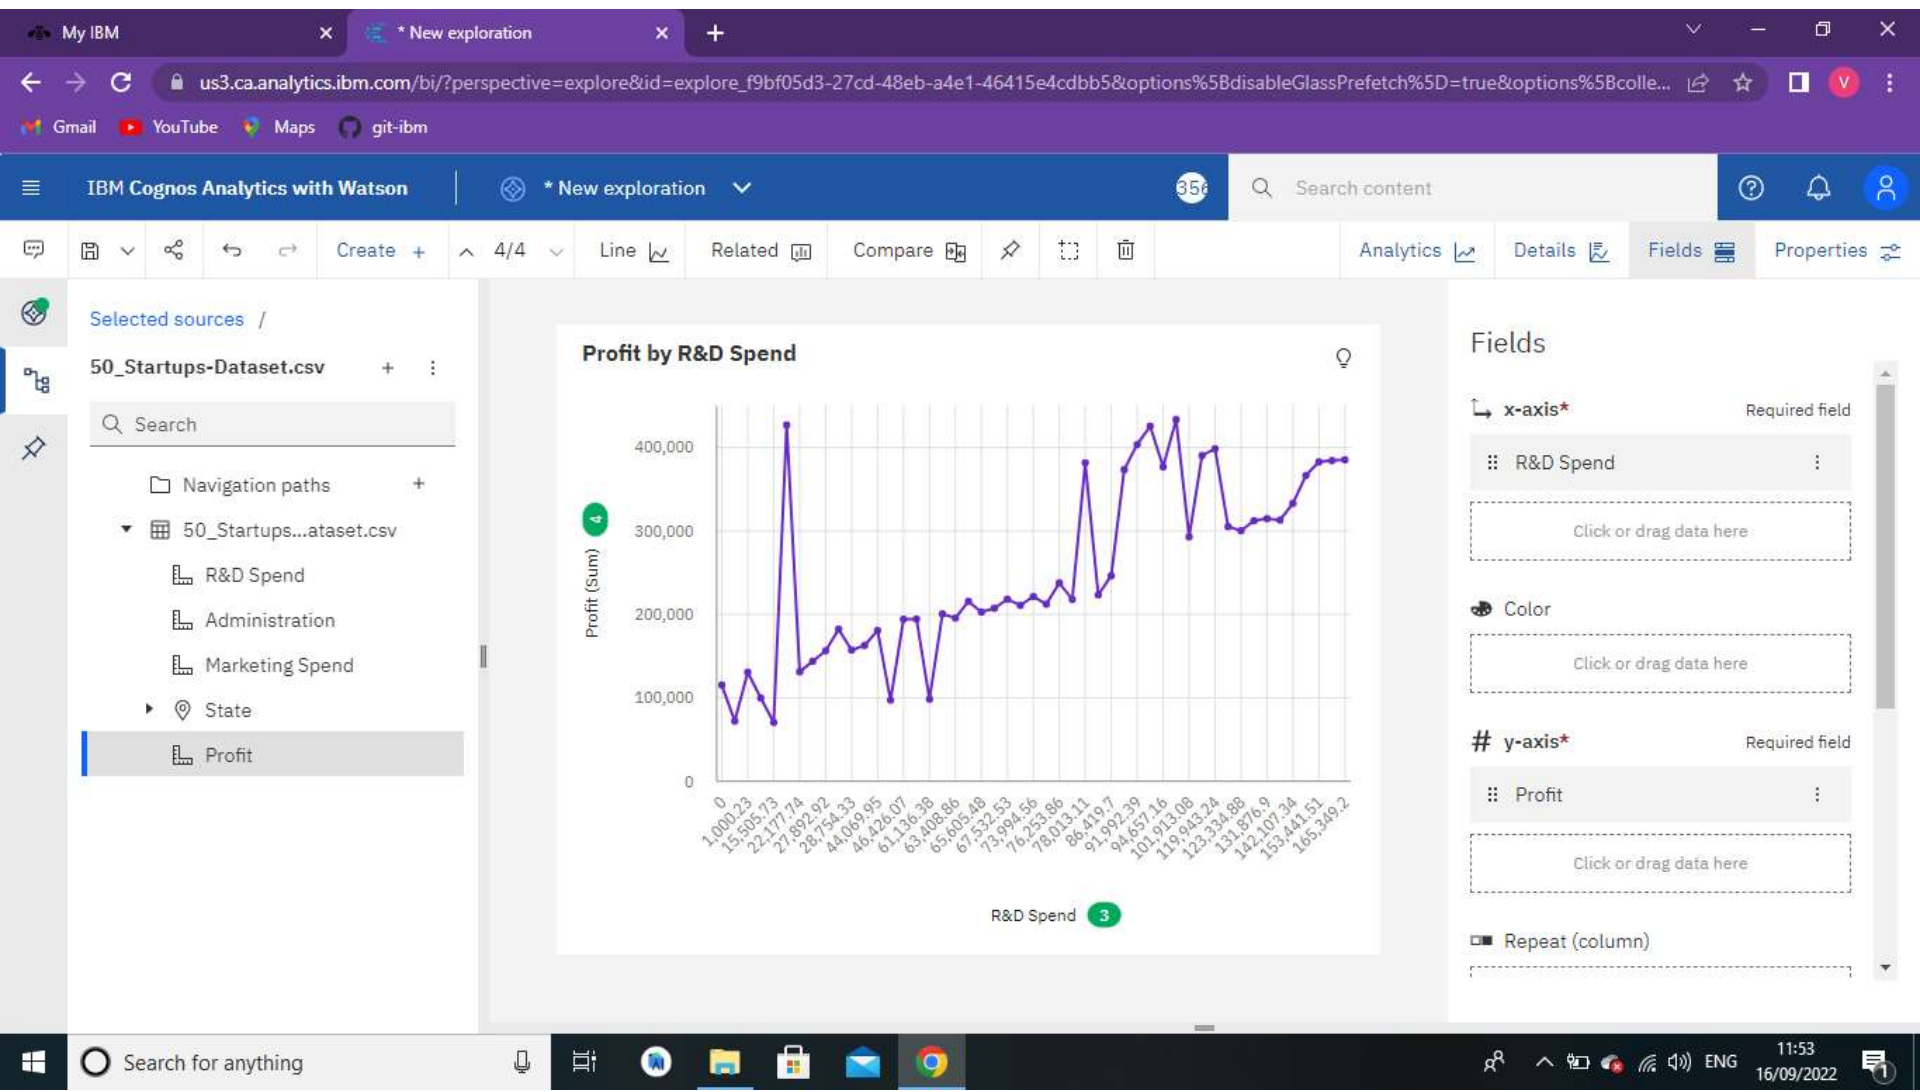 My IBM
* New exploration
us3.ca.analytics.ibm.com/bi/?perspective=explore&id=explore_f9bf05d3-27cd-48eb-a4e1-46415e4cdbb5&options%5BdisableGlassPrefetch%5D=true&options%5Bcolle...
V
Gmail
YouTube
Maps
git-ibm
IBM Cognos Analytics with Watson
* New exploration
Search content
Create +
4/4
Line
Related
Compare
Analytics
Details
Fields
Properties
Selected sources /
50_Startups-Dataset.csv
Search
Navigation paths
50_Startups...ataset.csv
R&D Spend
Administration
Marketing Spend
State
Profit
Profit by R&D Spend
400,000
300,000
200,000
100,000
0
Profit (Sum)
4
0
1,000.23
15,505.73
22,177.74
27,892.92
28,754.33
44,069.95
46,426.07
61,136.38
63,408.86
65,605.48
67,532.53
73,994.56
76,253.86
78,013.11
86,419.7
91,992.39
94,657.16
101,913.08
119,943.24
123,334.88
131,876.9
142,107.34
153,441.51
165,349.2
R&D Spend 3
Fields
x-axis*
Required field
R&D Spend
Click or drag data here
Color
Click or drag data here
y-axis*
Required field
Profit
Click or drag data here
Repeat (column)
Search for anything
ENG
11:53
16/09/2022
1